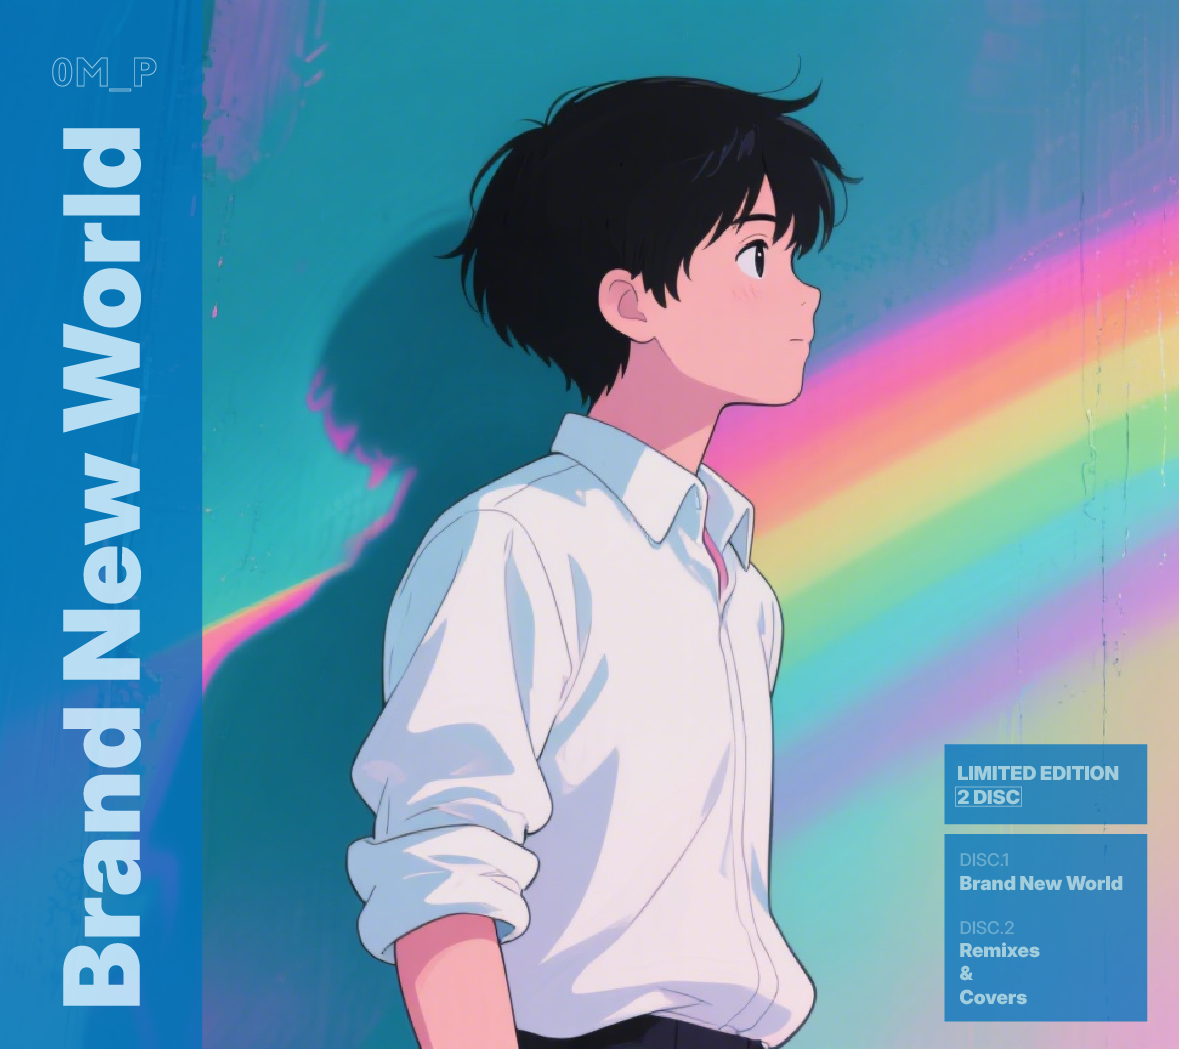 0M_P
Brand New World
LIMITED EDITION
2 DISC
DISC.1
Brand New World
DISC.2
Remixes
&
Covers